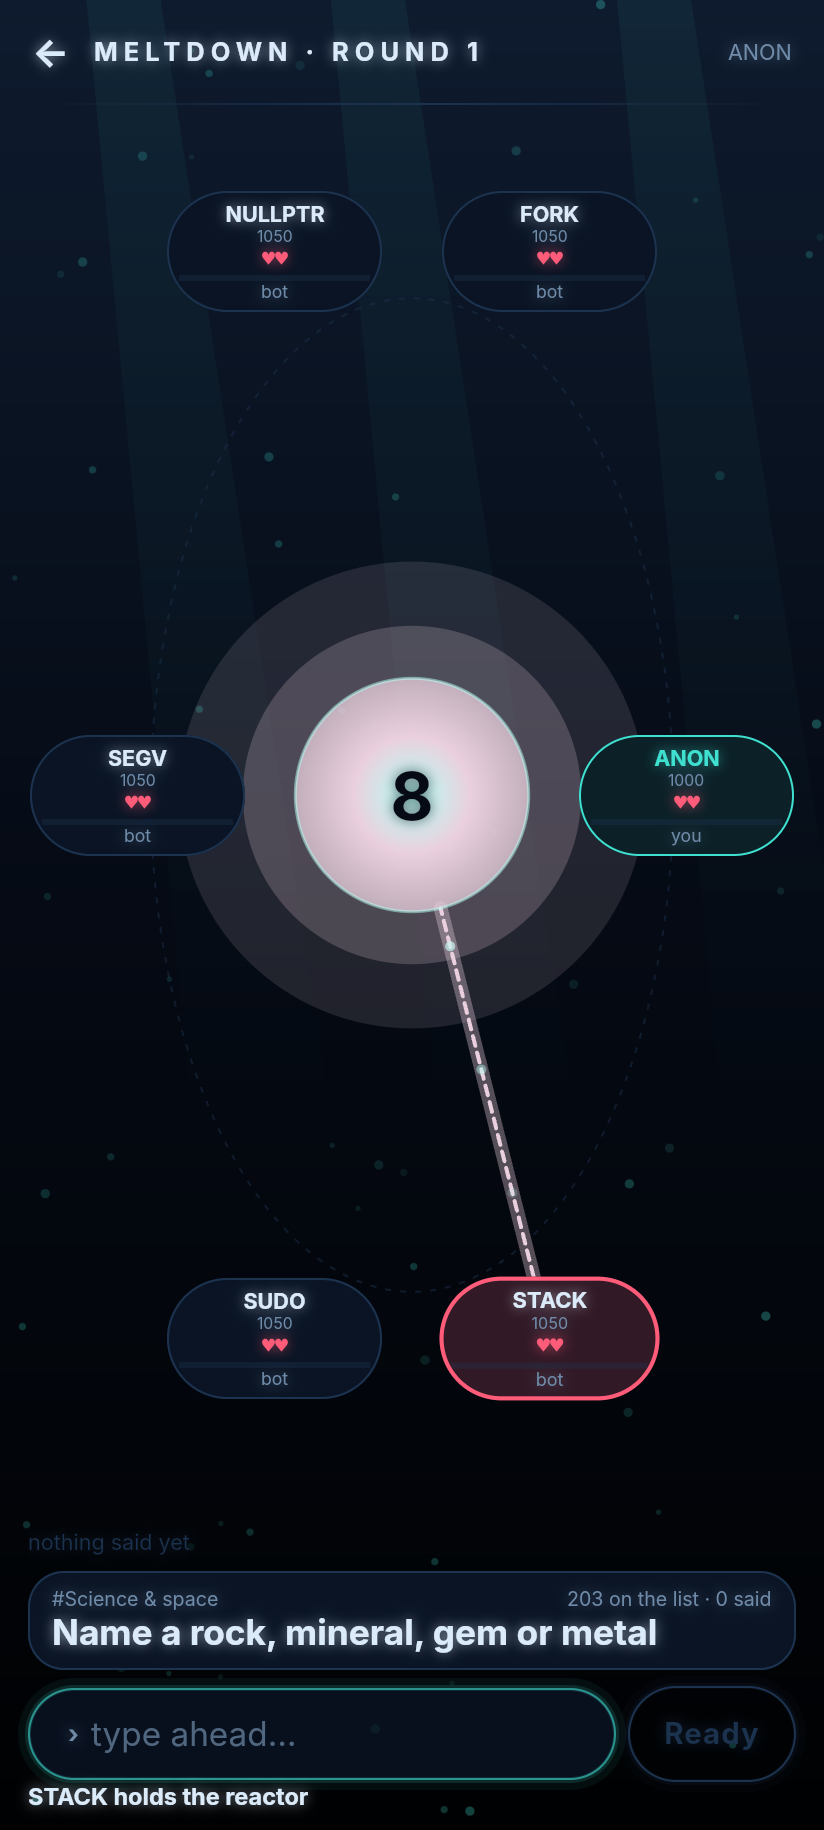 MELTDOWN · ROUND 1
ANON
NULLPTR
1050
♥♥
bot
FORK
1050
♥♥
bot
SEGV
1050
♥♥
bot
8
ANON
1000
♥♥
you
SUDO
1050
♥♥
bot
STACK
1050
♥♥
bot
nothing said yet
#Science & space
203 on the list · 0 said
Name a rock, mineral, gem or metal
› type ahead...
Ready
STACK holds the reactor